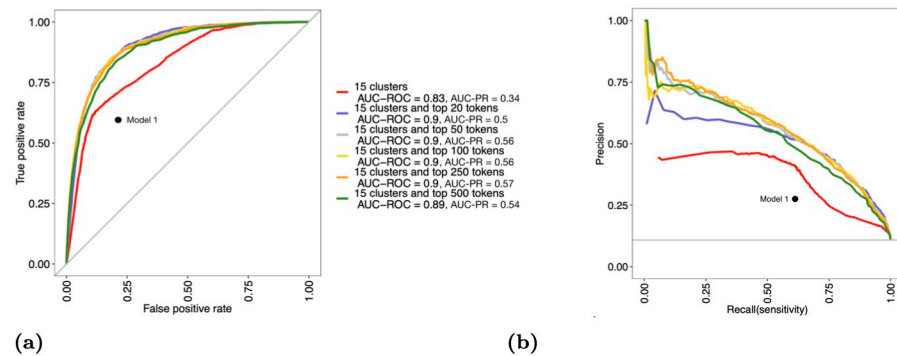 1.00
0.75
0.50
0.25
0.00
True positive rate
Model 1
0.00
0.25
0.50
0.75
1.00
False positive rate
15 clusters
AUC-ROC = 0.83, AUC-PR = 0.34
15 clusters and top 20 tokens
AUC-ROC = 0.9, AUC-PR = 0.5
15 clusters and top 50 tokens
AUC-ROC = 0.9, AUC-PR = 0.56
15 clusters and top 100 tokens
AUC-ROC = 0.9, AUC-PR = 0.56
15 clusters and top 250 tokens
AUC-ROC = 0.9, AUC-PR = 0.57
15 clusters and top 500 tokens
AUC-ROC = 0.89, AUC-PR = 0.54
(a)
1.00
0.75
0.50
0.25
0.00
Precision
Model 1
0.00
0.25
0.50
0.75
1.00
Recall(sensitivity)
(b)